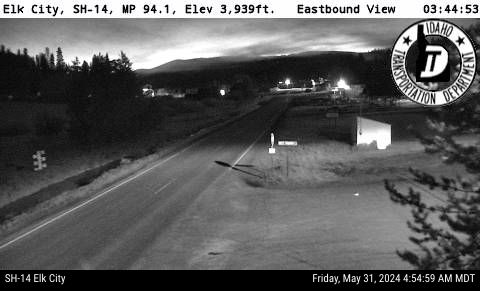 Elk City, SH-14, MP 94.1, Elev 3,939ft. Eastbound View 03:44:53
IDAHO
TRANSPORTATION DEPARTMENT
SH-14 Elk City Friday, May 31, 2024 4:54:59 AM MDT